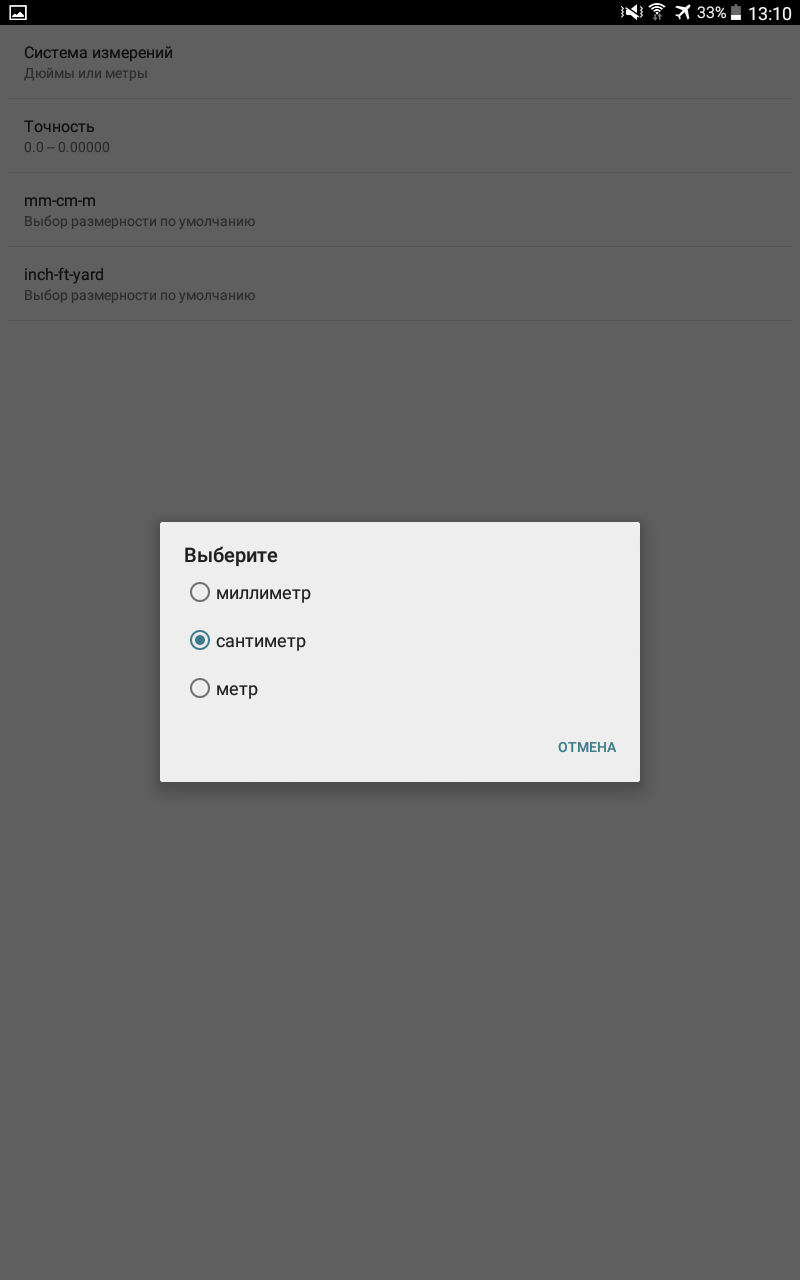 33% 13:10
Система измерений
Дюймы или метры
Точность
0.0 – 0.00000
mm-cm-m
Выбор размерности по умолчанию
inch-ft-yard
Выбор размерности по умолчанию
Выберите
миллиметр
сантиметр
метр
ОТМЕНА